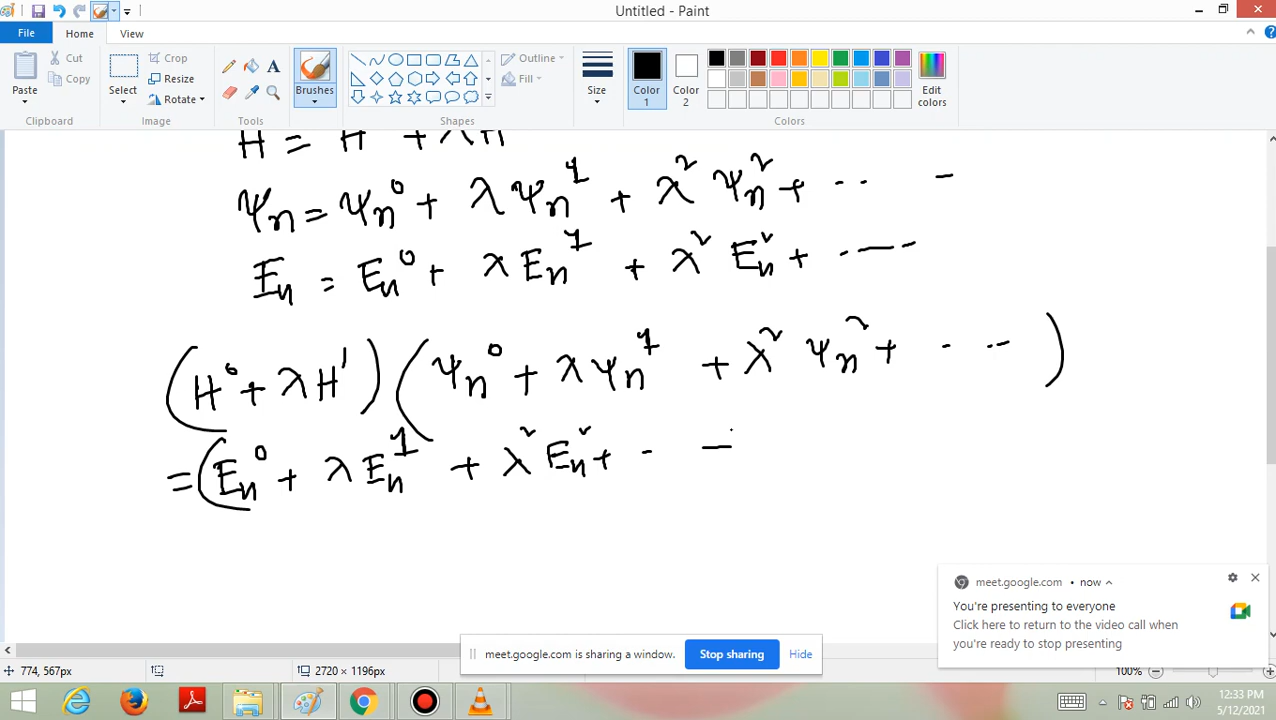 Untitled - Paint
File Home View
Paste
Cut
Copy
Clipboard
Select
Crop
Resize
Rotate
Image
Tools
Brushes
Shapes
Outline
Fill
Size
Color 1
Color 2
Edit colors
Colors
H = H + λH
ψn = ψn⁰ + λψn¹ + λ²ψn² + ·· -
En = En⁰ + λEn¹ + λ²En² + ·—-
(H⁰ + λH')(ψn⁰ + λψn¹ + λ²ψn² + · ·-)
= (En⁰ + λEn¹ + λ²En² + - —
meet.google.com • now
You're presenting to everyone
Click here to return to the video call when
you're ready to stop presenting
meet.google.com is sharing a window. Stop sharing Hide
774, 567px
2720 × 1196px
100%
12:33 PM
5/12/2021